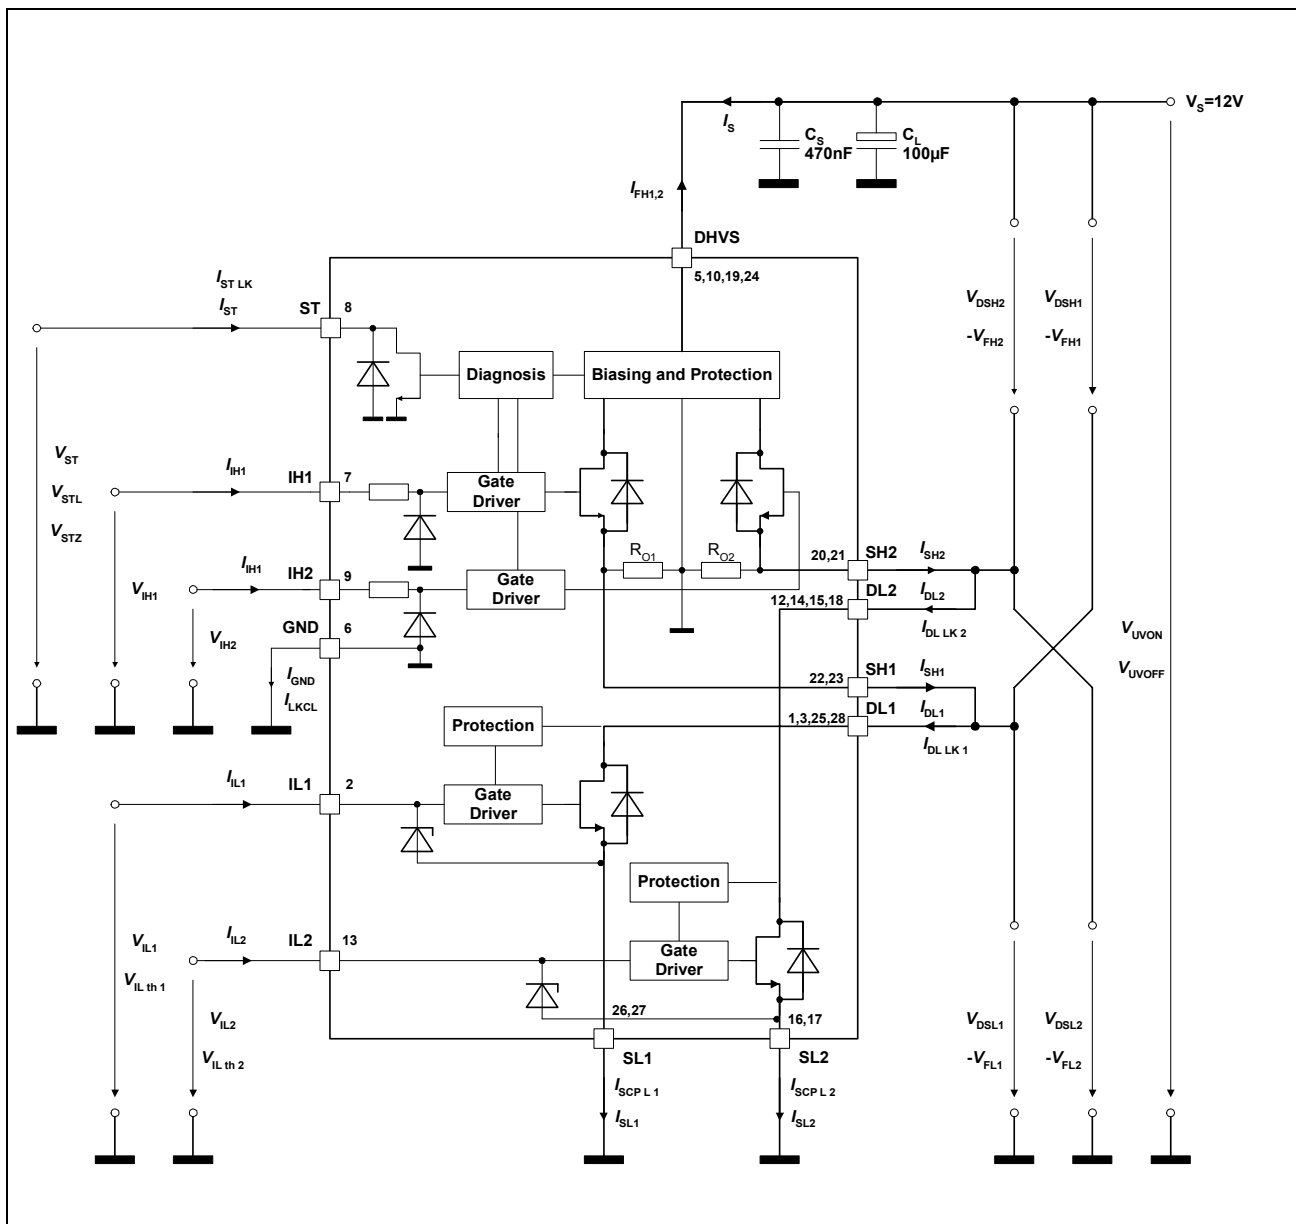 V_S=12V
I_S
C_S
470nF
C_L
100µF
I_FH1,2
DHVS
5,10,19,24
I_ST LK
I_ST
ST
8
V_DSH2
V_DSH1
-V_FH2
-V_FH1
Diagnosis
Biasing and Protection
V_ST
V_STL
V_STZ
I_IH1
IH1
7
Gate
Driver
R_O1
R_O2
20,21
SH2
I_SH2
V_IH1
I_IH1
IH2
9
Gate
Driver
12,14,15,18
DL2
I_DL2
I_DL LK 2
V_IH2
GND
6
I_GND
I_LKCL
V_UVON
V_UVOFF
22,23
SH1
I_SH1
1,3,25,28
DL1
I_DL1
I_DL LK 1
Protection
I_IL1
IL1
2
Gate
Driver
Protection
V_IL1
V_IL th 1
I_IL2
IL2
13
Gate
Driver
V_IL2
V_IL th 2
26,27
16,17
SL1
SL2
V_DSL1
V_DSL2
-V_FL1
-V_FL2
I_SCP L 1
I_SL1
I_SCP L 2
I_SL2